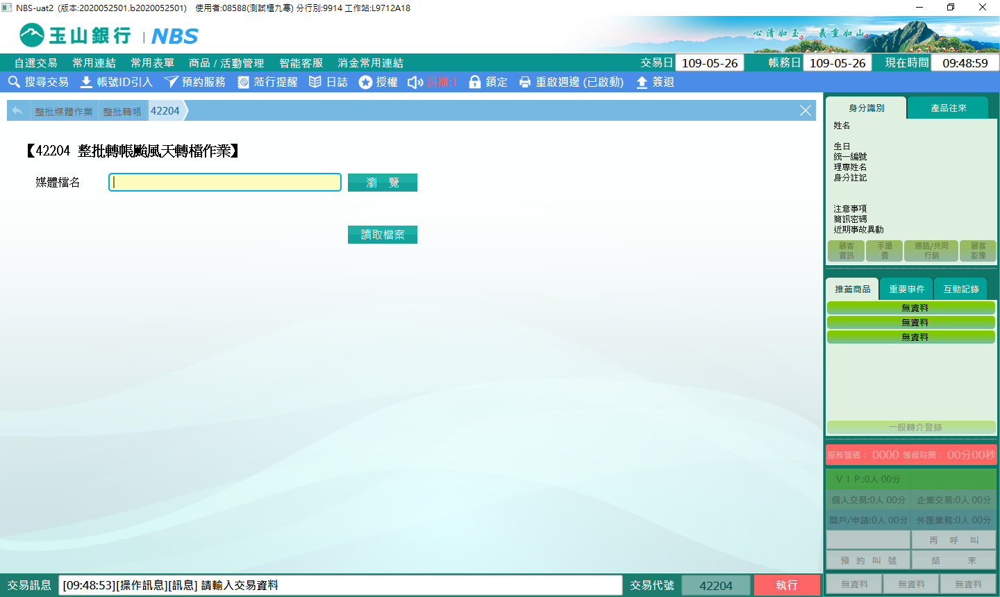 NBS-uat2 (版本:2020052501.b2020052501) 使用者:08588(測試櫃九寒) 分行別:9914 工作站:L9712A18
玉山銀行 NBS
心清如玉。 義重如山。
自選交易 常用連結 常用表單 商品 / 活動管理 智能客服 消金常用連結 交易日 109-05-26 帳務日 109-05-26 現在時間 09:48:59
搜尋交易 帳號ID引入 預約服務 蒞行提醒 日誌 授權 廣播:1 鎖定 重啟週邊 (已啟動) 簽退
整批媒體作業 整批轉帳 42204
【42204 整批轉帳颱風天轉檔作業】
媒體檔名 瀏 覽
讀取檔案
身分識別 產品往來
姓名
生日
統一編號
理專姓名
身分註記
注意事項
簡訊密碼
近期事故異動
顧客資訊 手續費 通路/共同行銷 顧客影像
推薦商品 重要事件 互動記錄
無資料
無資料
無資料
一般轉介登錄
服務號碼： 0000 等候時間： 00分00秒
ＶＩＰ:0人 00分
個人交易:0人 00分 企業交易:0人 00分
開戶/申請:0人 00分 外匯業務:0人 00分
再 呼 叫
預 約 叫 號 結 束
無資料 無資料 無資料
交易訊息 [09:48:53][操作訊息][訊息] 請輸入交易資料 交易代號 42204 執行